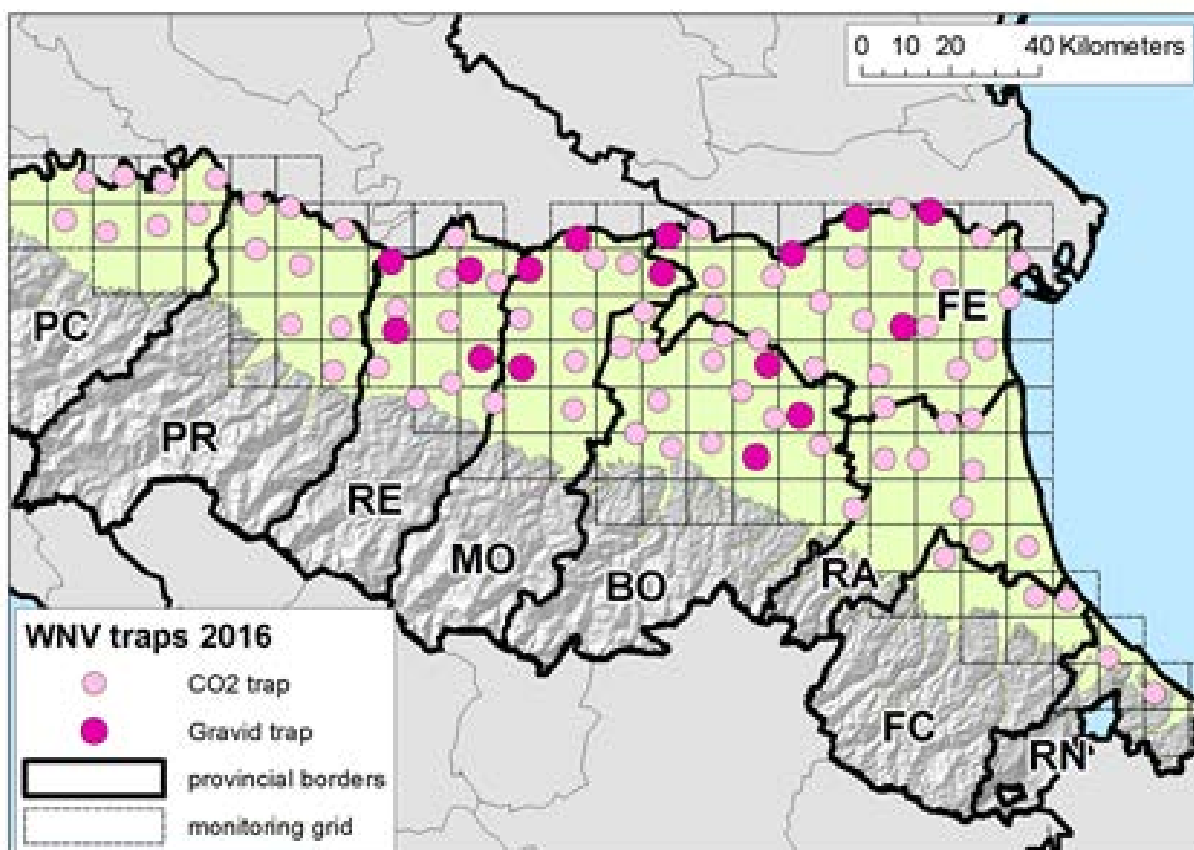 0 10 20 40 Kilometers
FE
PC
PR
RE
MO
BO
RA
FC
RN
WNV traps 2016
CO2 trap
Gravid trap
provincial borders
monitoring grid